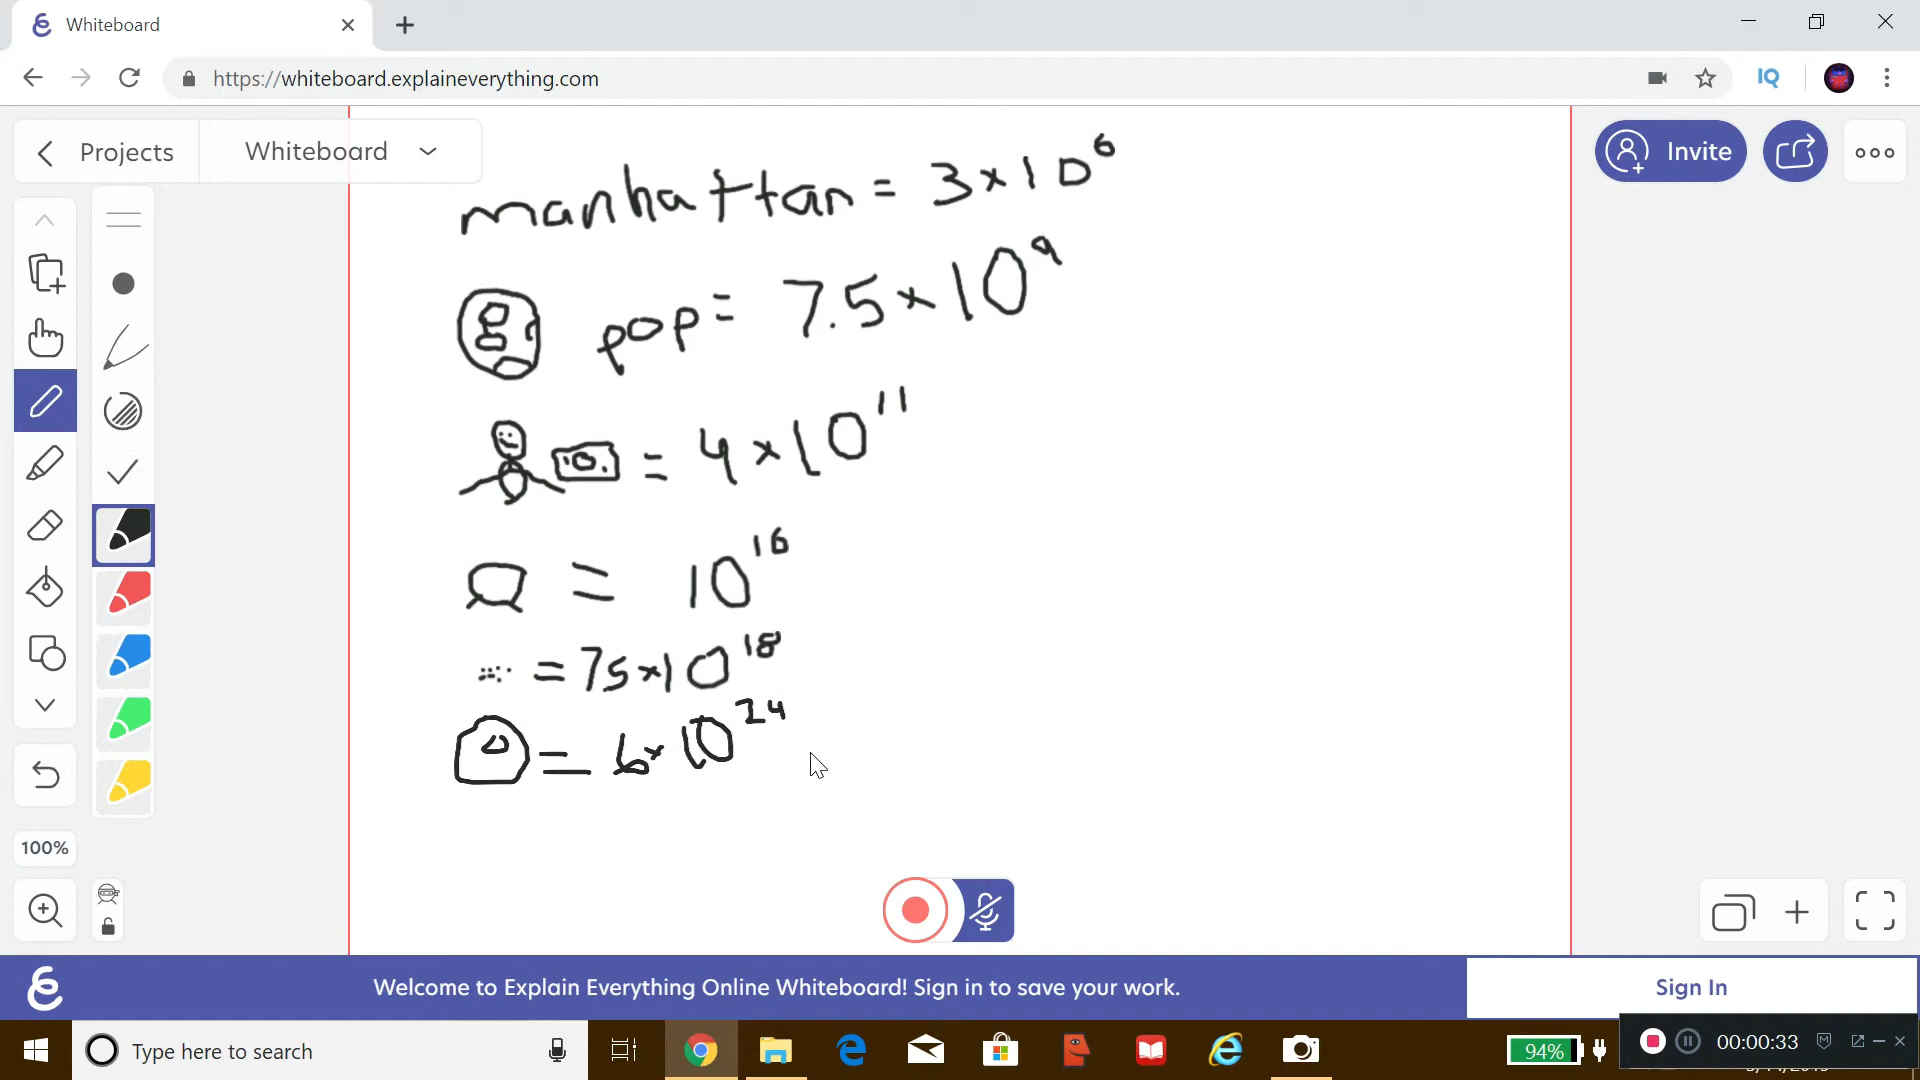 Whiteboard
https://whiteboard.explaineverything.com
IQ
Projects
Whiteboard
Invite
manhattan = 3×10⁶
pop = 7.5×10⁹
= 4×10¹¹
= 10¹⁶
= 75×10¹⁸
= 6×10²⁴
100%
Welcome to Explain Everything Online Whiteboard! Sign in to save your work.
Sign In
Type here to search
94%
00:00:33